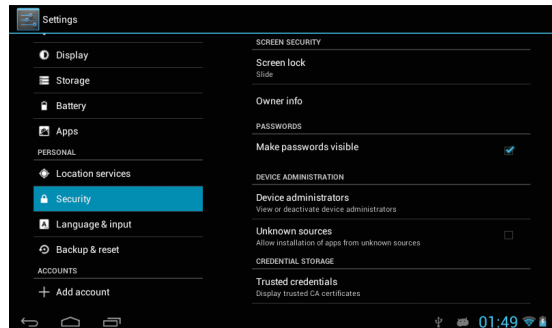 Settings
Display
Storage
Battery
Apps
PERSONAL
Location services
Security
Language & input
Backup & reset
ACCOUNTS
Add account
SCREEN SECURITY
Screen lock
Slide
Owner info
PASSWORDS
Make passwords visible
DEVICE ADMINISTRATION
Device administrators
View or deactivate device administrators
Unknown sources
Allow installation of apps from unknown sources
CREDENTIAL STORAGE
Trusted credentials
Display trusted CA certificates
01:49